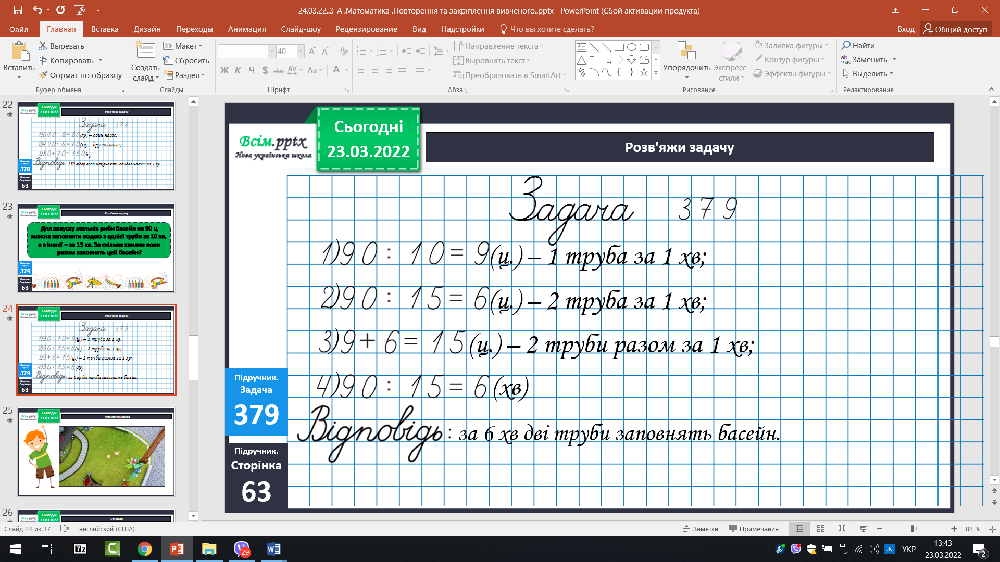 24.03.22..3-А .Математика .Повторення та закріплення вивченого..pptx - PowerPoint (Сбой активации продукта)
Файл Главная Вставка Дизайн Переходы Анимация Слайд-шоу Рецензирование Вид Надстройки Что вы хотите сделать? Вход Общий доступ
Вставить
Вырезать
Копировать
Формат по образцу
Буфер обмена
Создать слайд
Макет
Сбросить
Раздел
Слайды
40
Ж К Ч S abc AV Aa A
Шрифт
Направление текста
Выровнять текст
Преобразовать в SmartArt
Абзац
Упорядочить
Экспресс-стили
Заливка фигуры
Контур фигуры
Эффекты фигуры
Рисование
Найти
Заменить
Выделить
Редактирование
22
Всім.pptx
Сьогодні
23.03.2022
Розв'яжи задачу
Задача 378
1)640 : 8 = 80(хв) – один насос;
2)420 : 6 = 70(хв) – другий насос;
3)80 + 70 = 150(в.)
Відповідь: 150 відер води накачають обидва насоси за 1 хв.
Підручник.
Задача
378
Підручник.
Сторінка
63
23
Всім.pptx
Сьогодні
23.03.2022
Розв'яжи задачу
Для запуску мальків риби басейн на 90 ц
можна заповнити водою з однієї труби за 10 хв,
а з іншої – за 15 хв. За скільки хвилин вони
разом заповнять цей басейн?
Підручник.
Задача
379
Підручник.
Сторінка
63
24
Всім.pptx
Сьогодні
23.03.2022
Розв'яжи задачу
Задача 379
1)90 : 10 = 9(ц.) – 1 труба за 1 хв;
2)90 : 15 = 6(ц.) – 2 труба за 1 хв;
3)9 + 6 = 15(ц.) – 2 труби разом за 1 хв;
4)90 : 15 = 6(хв)
Відповідь: за 6 хв дві труби заповнять басейн.
Підручник.
Задача
379
Підручник.
Сторінка
63
25
Всім.pptx
Сьогодні
23.03.2022
Фізкультхвилинка
26
Всім.pptx
Сьогодні
Обчисли
Сьогодні
23.03.2022
Всім.pptx
Нова українська школа
Розв'яжи задачу
Задача 379
1)90 : 10 = 9(ц.) – 1 труба за 1 хв;
2)90 : 15 = 6(ц.) – 2 труба за 1 хв;
3)9 + 6 = 15(ц.) – 2 труби разом за 1 хв;
4)90 : 15 = 6(хв)
Відповідь: за 6 хв дві труби заповнять басейн.
Підручник.
Задача
379
Підручник.
Сторінка
63
Слайд 24 из 37 английский (США) Заметки Примечания 88 %
7z
29
УКР
13:43
23.03.2022
2